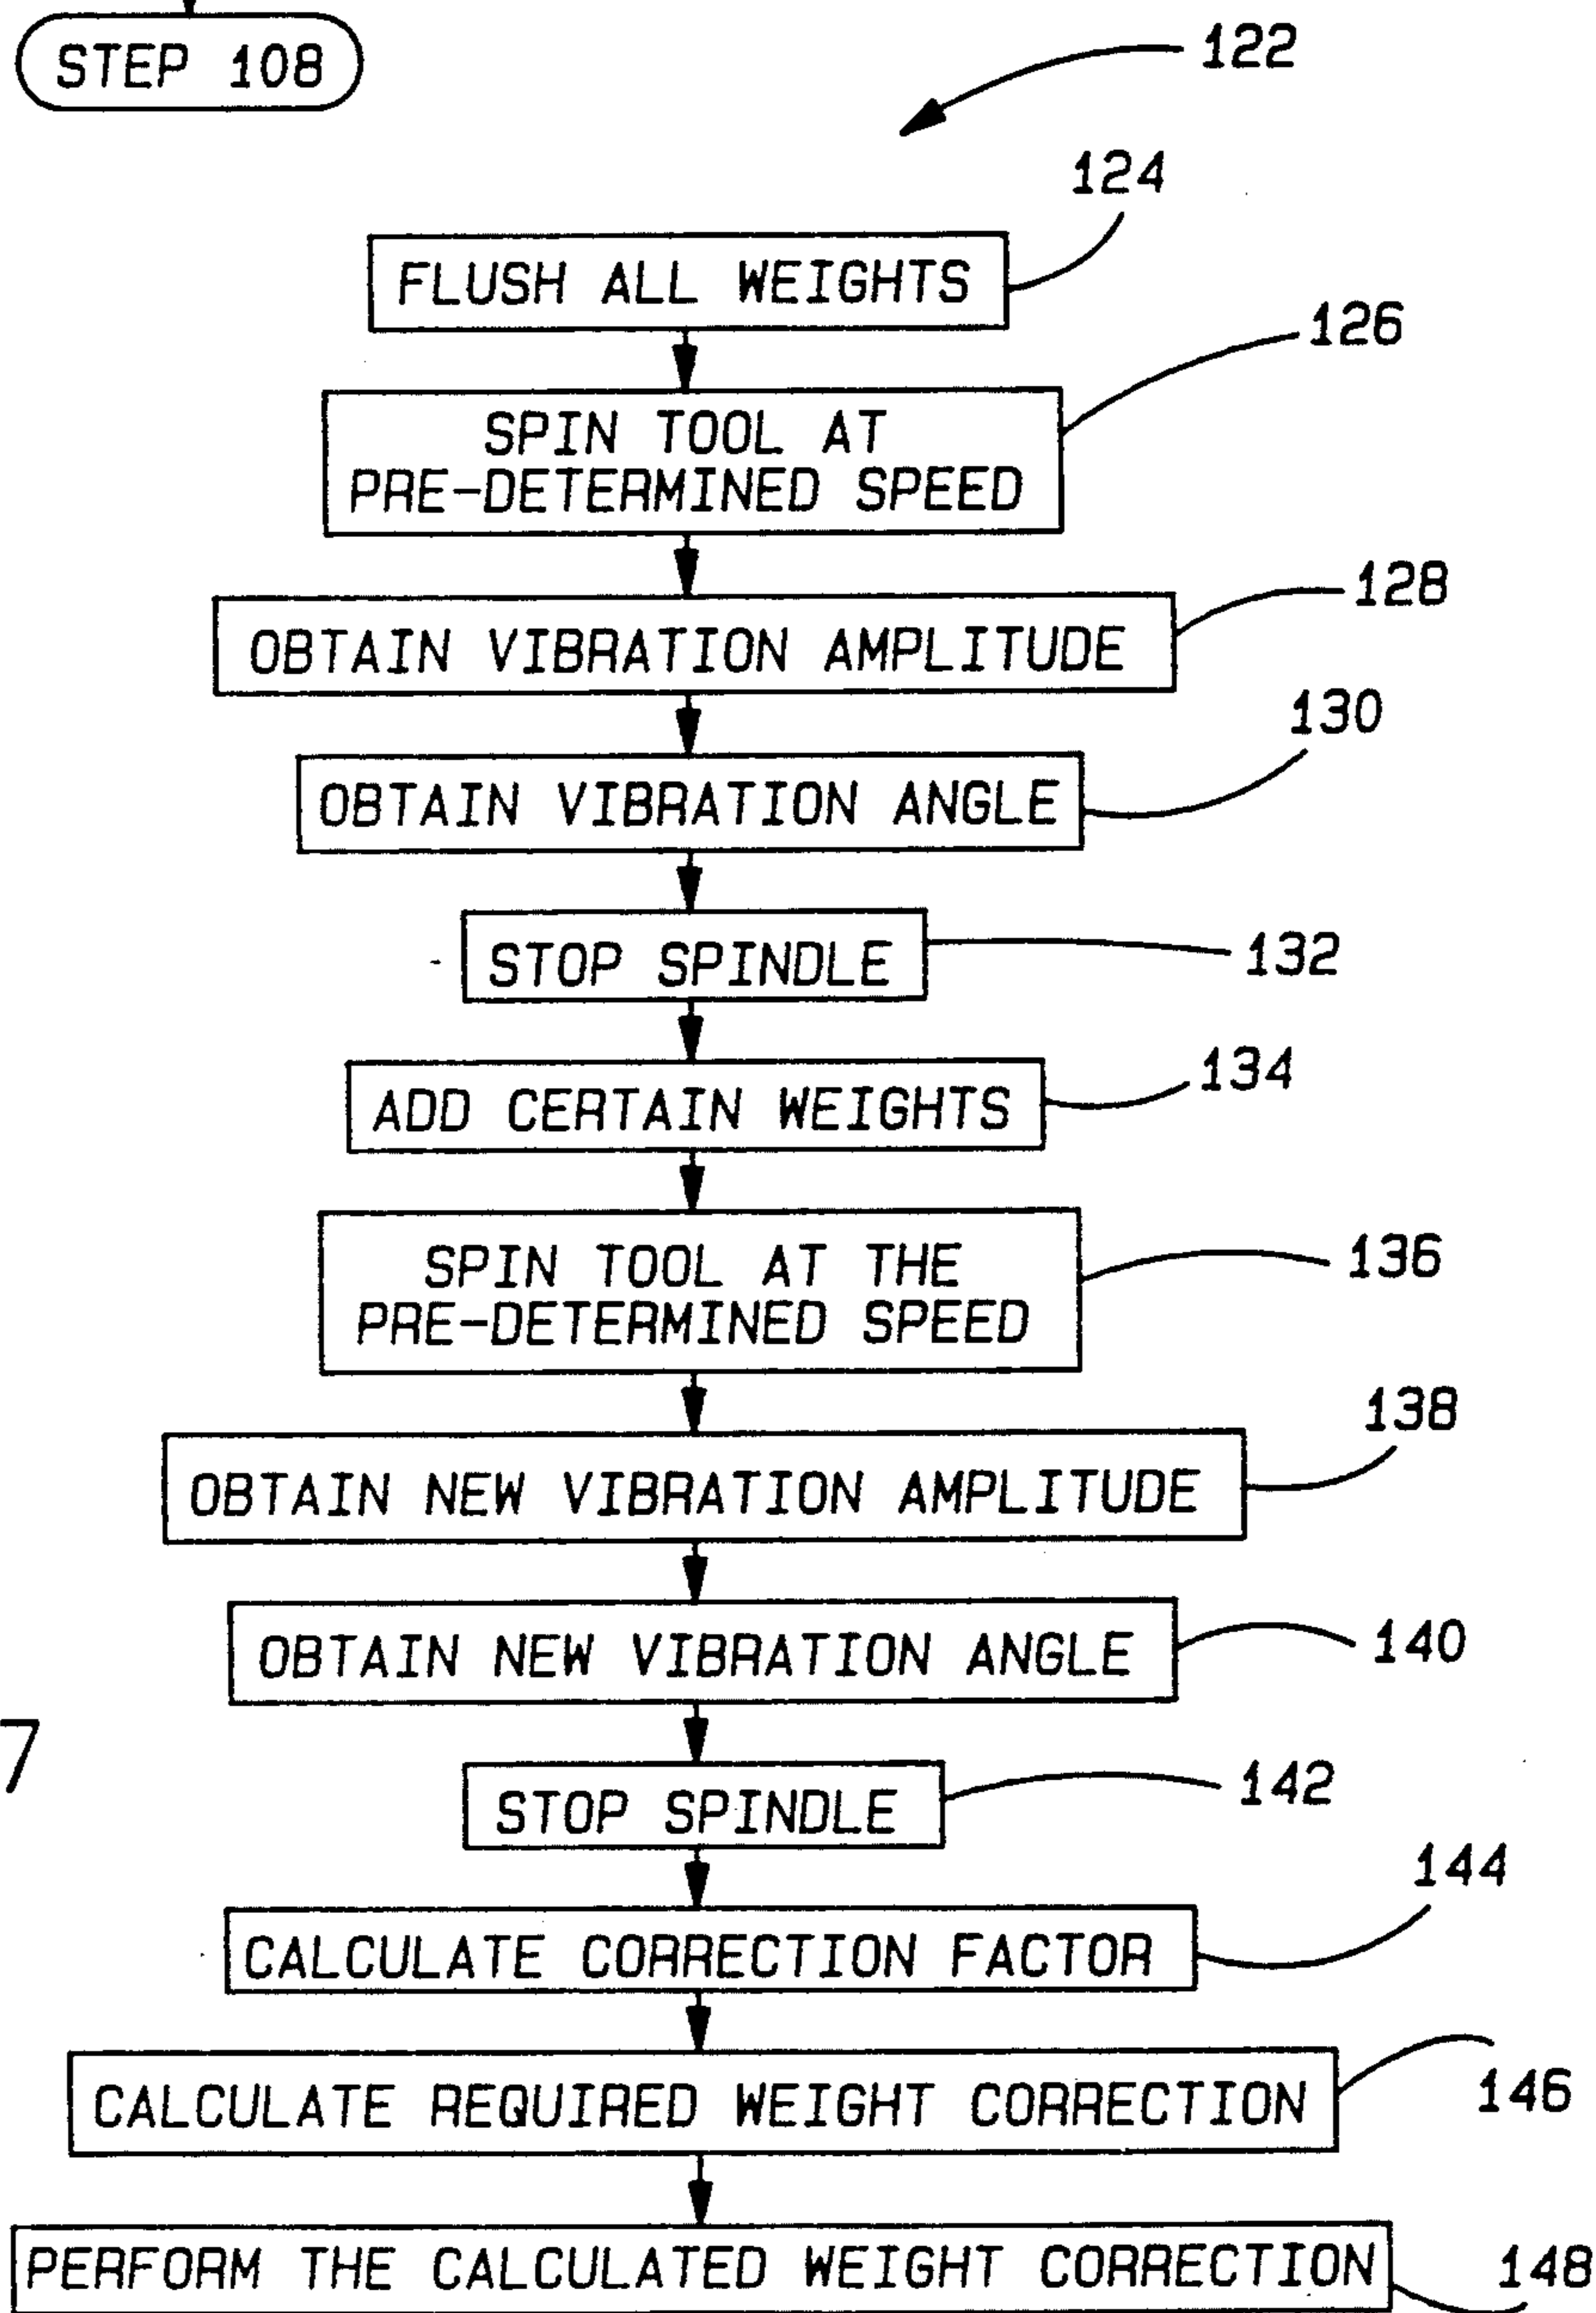 STEP 108
122
124
FLUSH ALL WEIGHTS
126
SPIN TOOL AT
PRE-DETERMINED SPEED
128
OBTAIN VIBRATION AMPLITUDE
130
OBTAIN VIBRATION ANGLE
STOP SPINDLE
132
134
ADD CERTAIN WEIGHTS
136
SPIN TOOL AT THE
PRE-DETERMINED SPEED
138
OBTAIN NEW VIBRATION AMPLITUDE
140
OBTAIN NEW VIBRATION ANGLE
7
142
STOP SPINDLE
144
CALCULATE CORRECTION FACTOR
146
CALCULATE REQUIRED WEIGHT CORRECTION
PERFORM THE CALCULATED WEIGHT CORRECTION
148